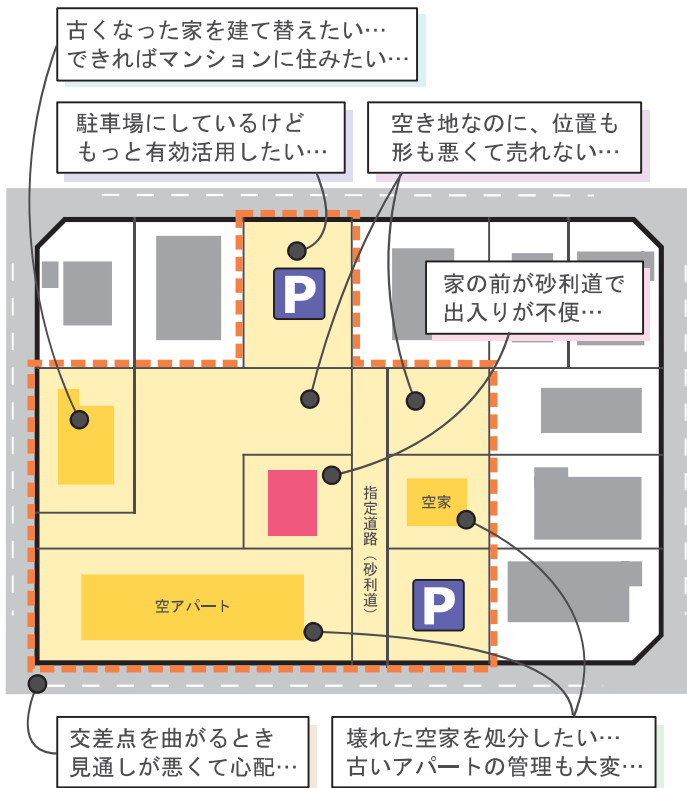 古くなった家を建て替えたい…
できればマンションに住みたい…
駐車場にしているけど
もっと有効活用したい…
空き地なのに、位置も
形も悪くて売れない…
P
家の前が砂利道で
出入りが不便…
指定道路（砂利道）
空家
空アパート
P
交差点を曲がるとき
見通しが悪くて心配…
壊れた空家を処分したい…
古いアパートの管理も大変…